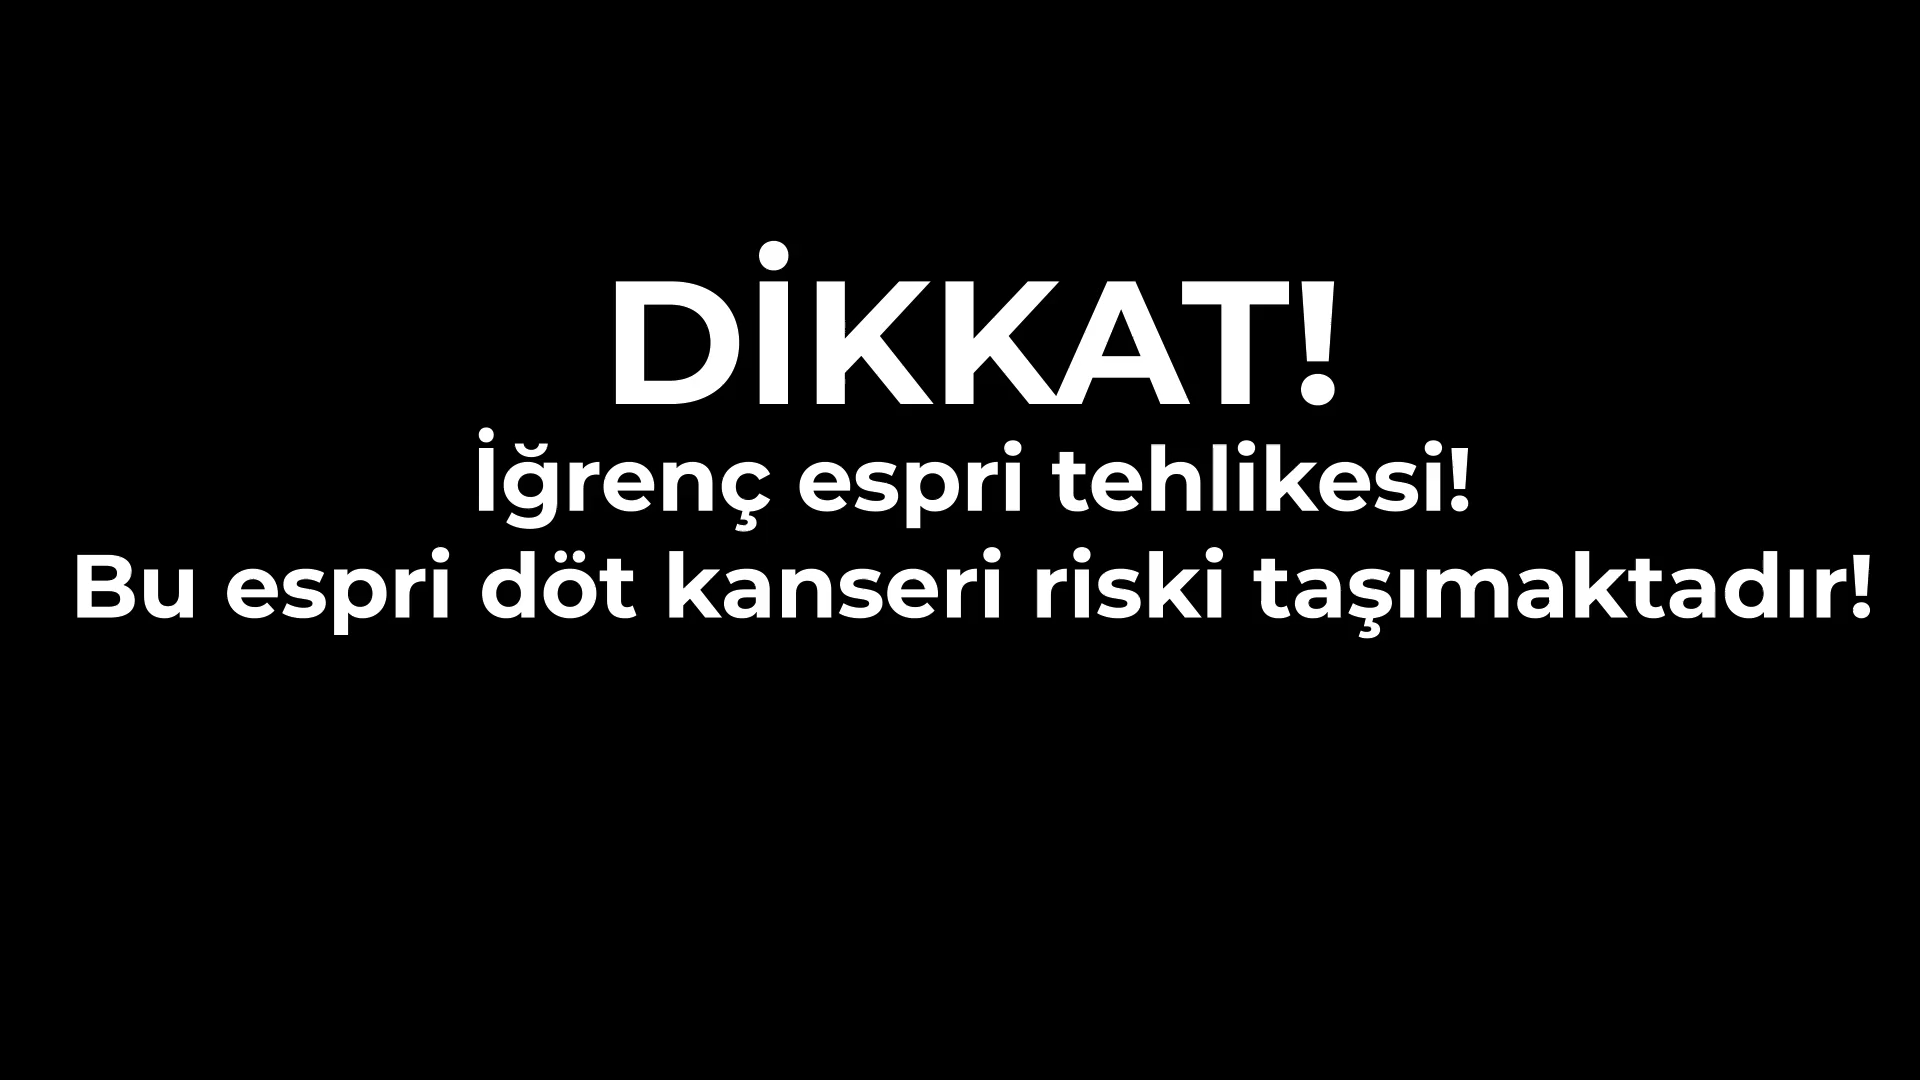 DİKKAT!
İğrenç espri tehlikesi!
Bu espri döt kanseri riski taşımaktadır!